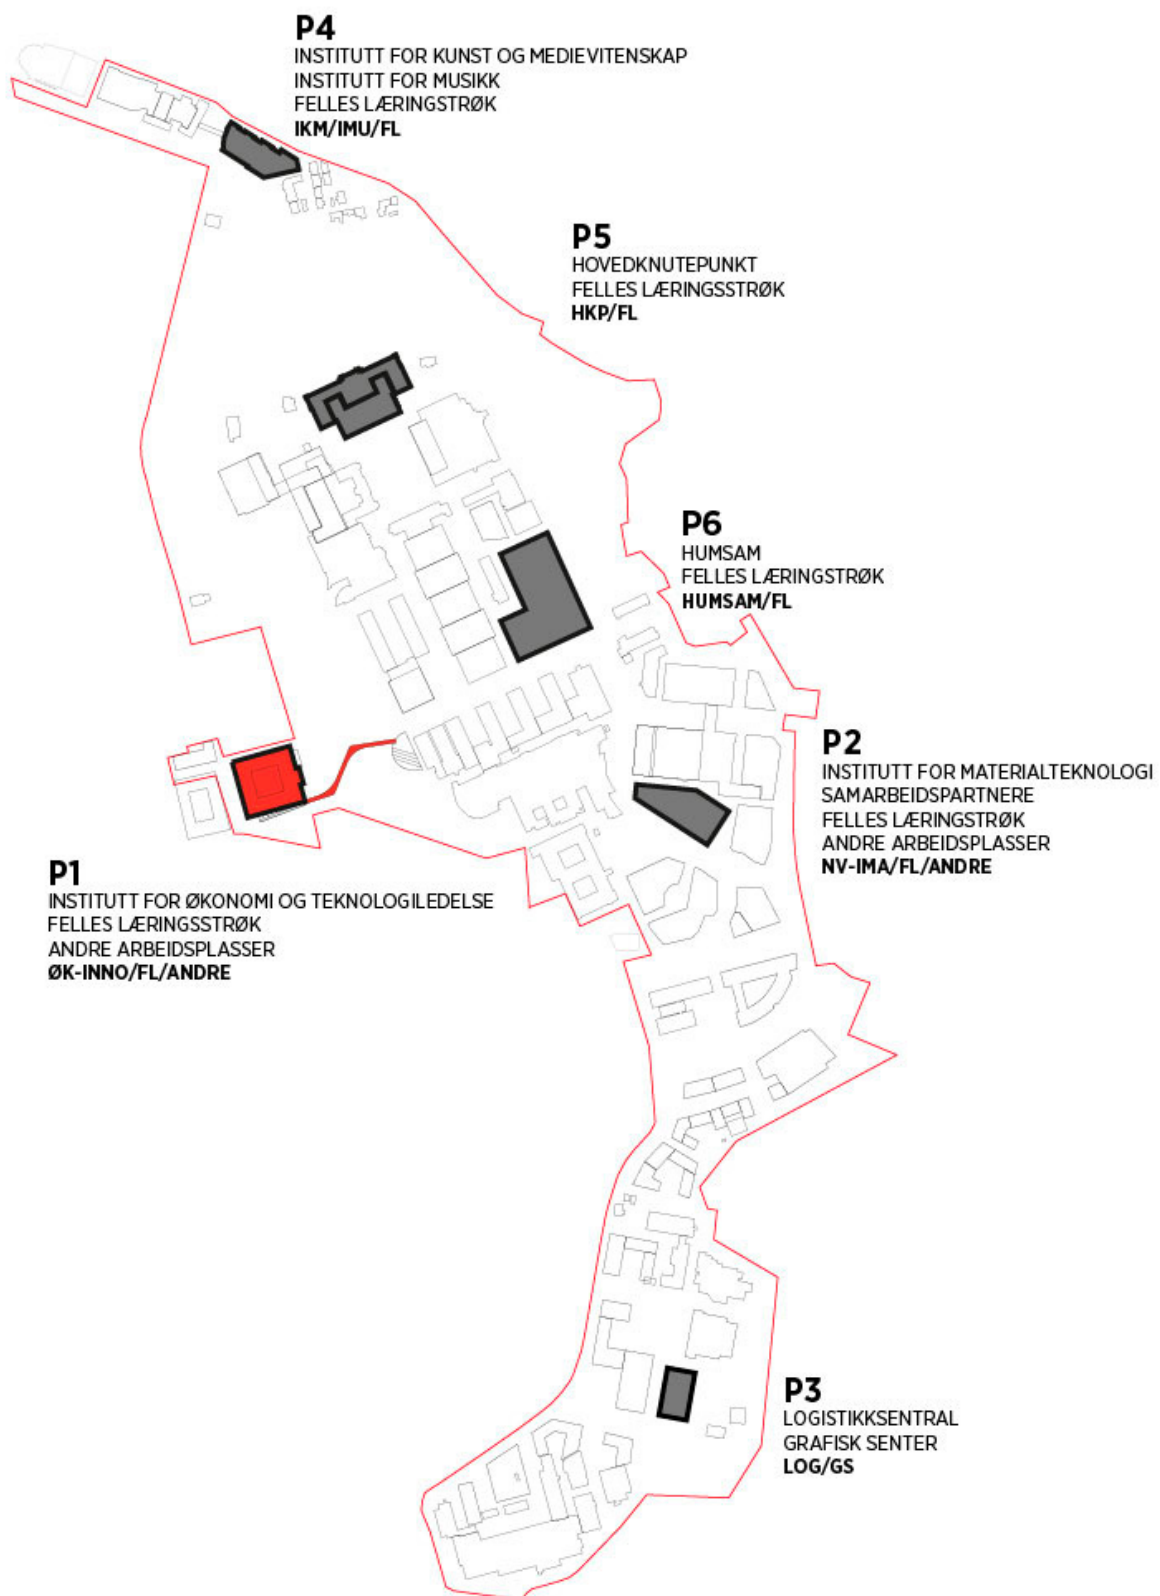 P4
INSTITUTT FOR KUNST OG MEDIEVITENSKAP
INSTITUTT FOR MUSIKK
FELLES LÆRINGSTRØK
IKM/IMU/FL
P5
HOVEDKNUTEPUNKT
FELLES LÆRINGSSTRØK
HKP/FL
P6
HUMSAM
FELLES LÆRINGSTRØK
HUMSAM/FL
P2
INSTITUTT FOR MATERIALTEKNOLOGI
SAMARBEIDSPARTNERE
FELLES LÆRINGSTRØK
ANDRE ARBEIDSPLASSER
NV-IMA/FL/ANDRE
P1
INSTITUTT FOR ØKONOMI OG TEKNOLOGILEDELSE
FELLES LÆRINGSSTRØK
ANDRE ARBEIDSPLASSER
ØK-INNO/FL/ANDRE
P3
LOGISTIKKSENTRAL
GRAFISK SENTER
LOG/GS